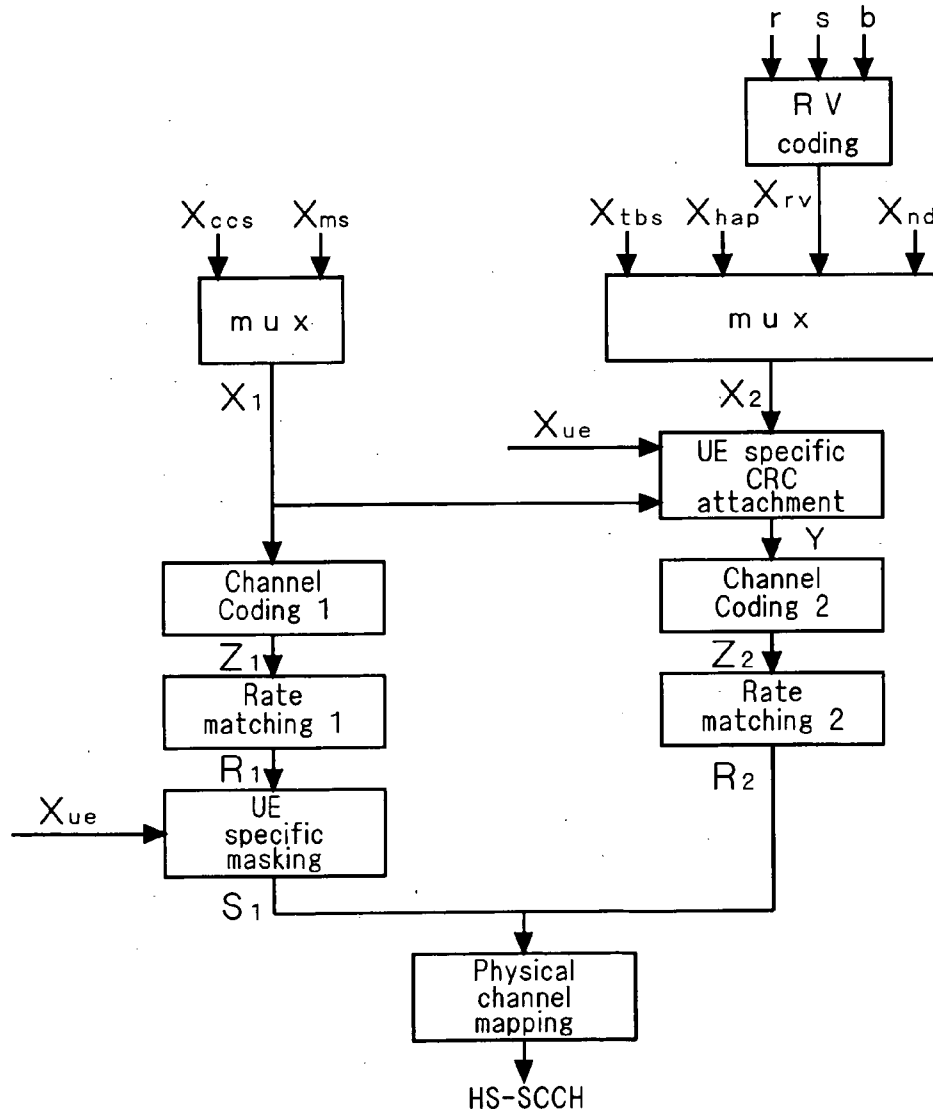 r s b
R V
coding
Xrv
Xccs Xms
Xtbs Xhap Xnd
mux
mux
X1
X2
Xue
UE specific
CRC
attachment
Y
Channel
Coding 1
Channel
Coding 2
Z1
Z2
Rate
matching 1
Rate
matching 2
R1
R2
Xue
UE
specific
masking
S1
Physical
channel
mapping
HS-SCCH